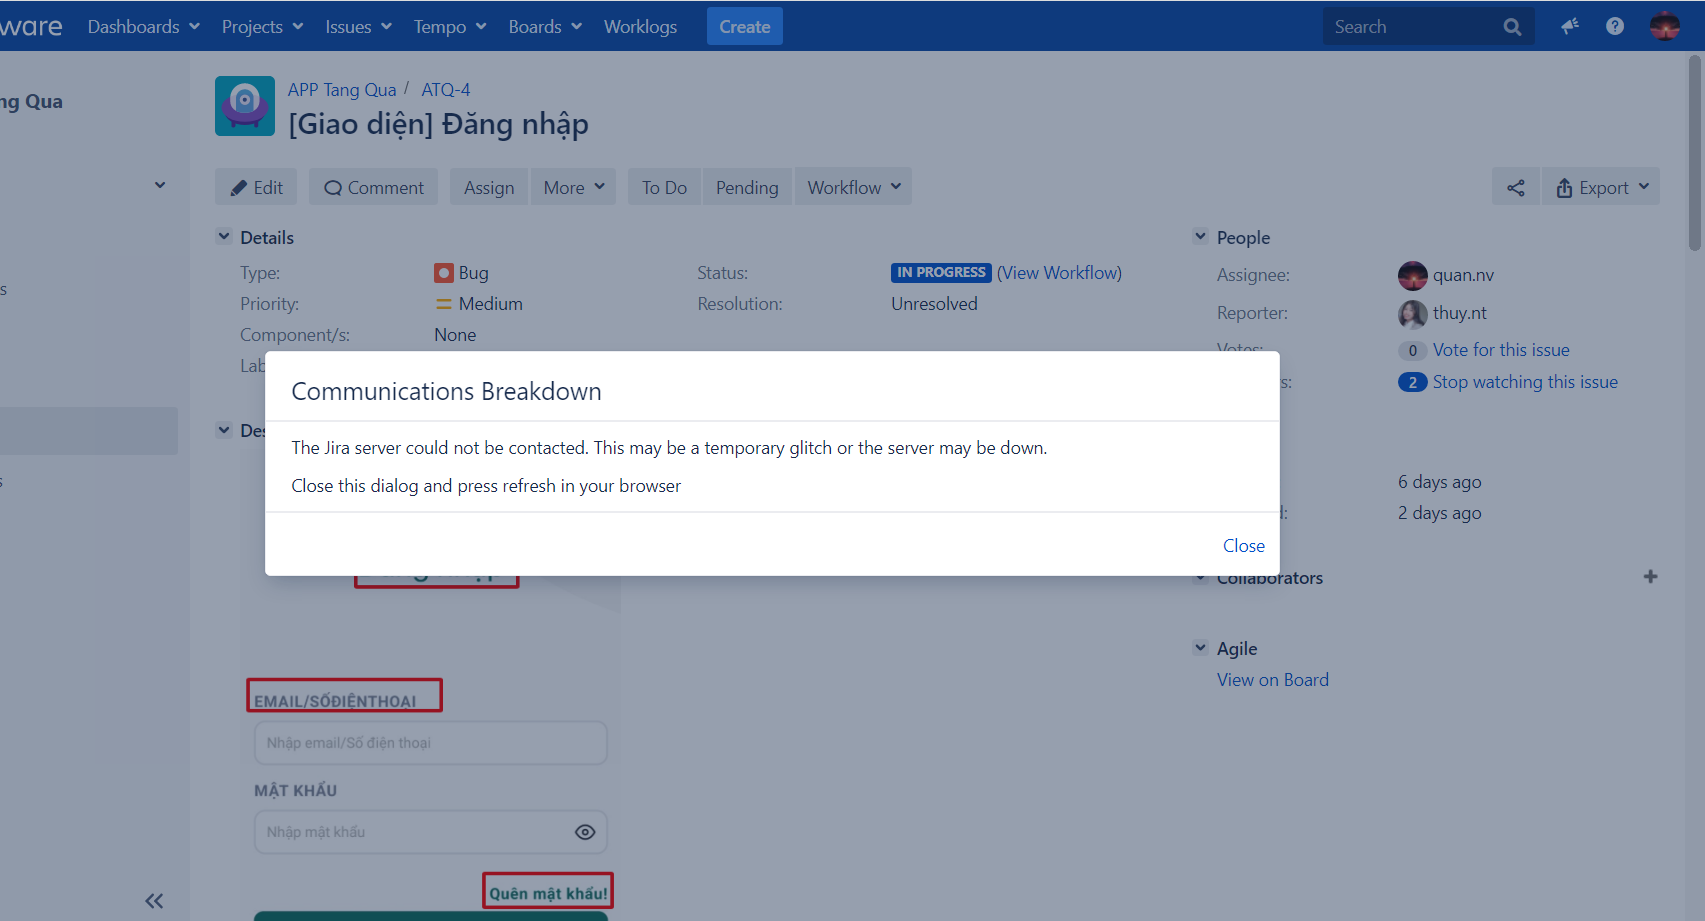 ware Dashboards Projects Issues Tempo Boards Worklogs Create Search
ng Qua
APP Tang Qua / ATQ-4
[Giao diện] Đăng nhập
Edit Comment Assign More To Do Pending Workflow Export
Details
Type: Bug
Priority: Medium
Component/s: None
Lab
Status: IN PROGRESS (View Workflow)
Resolution: Unresolved
People
Assignee: quan.nv
Reporter: thuy.nt
Votes: 0 Vote for this issue
s: 2 Stop watching this issue
s
Des
Communications Breakdown
The Jira server could not be contacted. This may be a temporary glitch or the server may be down.
Close this dialog and press refresh in your browser
Close
s
6 days ago
d: 2 days ago
Collaborators
Agile
View on Board
EMAIL/SỐĐIỆNTHOẠI
Nhập email/Số điện thoại
MẬT KHẨU
Nhập mật khẩu
Quên mật khẩu!